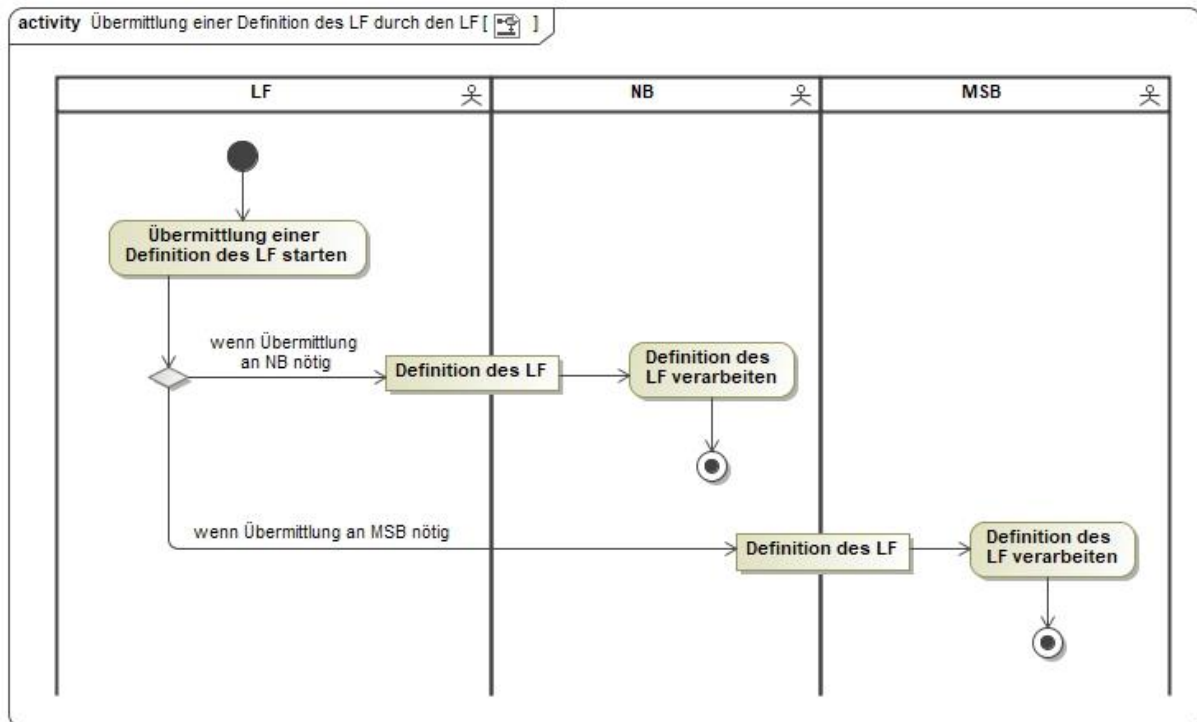 activity Übermittlung einer Definition des LF durch den LF [ ]
LF
NB
MSB
Übermittlung einer
Definition des LF starten
wenn Übermittlung
an NB nötig
Definition des LF
Definition des
LF verarbeiten
wenn Übermittlung an MSB nötig
Definition des LF
Definition des
LF verarbeiten